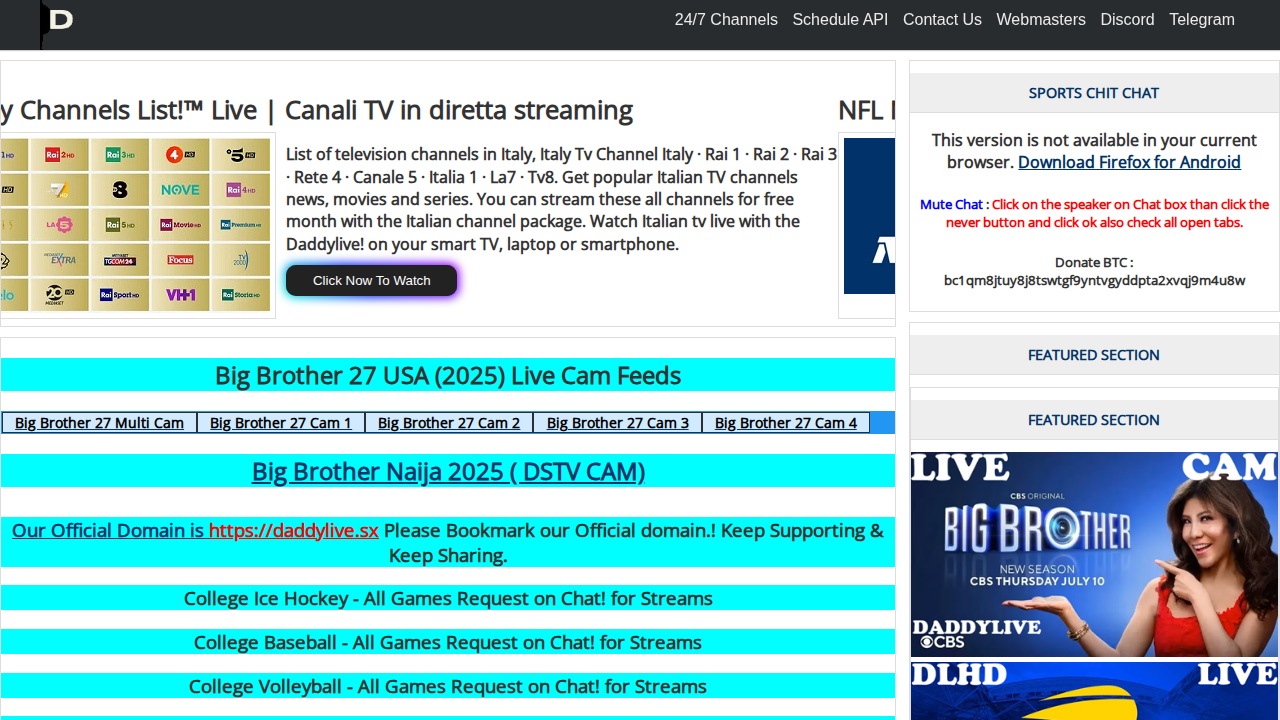 D
24/7 Channels Schedule API Contact Us Webmasters Discord Telegram
y Channels List!™ Live | Canali TV in diretta streaming
NFL
Rai 2 HD Rai 3 HD 4 HD 5 HD
7 8 NOVE Rai 4 HD
LA 5 Rai 5 HD Rai Movie HD Rai Premium HD
MEDIASET EXTRA TGCOM24 Focus TV 2000
20 HD MEDIASET Rai Sport HD VH1 Rai Storia HD
List of television channels in Italy, Italy Tv Channel Italy · Rai 1 · Rai 2 · Rai 3
· Rete 4 · Canale 5 · Italia 1 · La7 · Tv8. Get popular Italian TV channels
news, movies and series. You can stream these all channels for free
month with the Italian channel package. Watch Italian tv live with the
Daddylive! on your smart TV, laptop or smartphone.
Click Now To Watch
Big Brother 27 USA (2025) Live Cam Feeds
Big Brother 27 Multi Cam Big Brother 27 Cam 1 Big Brother 27 Cam 2 Big Brother 27 Cam 3 Big Brother 27 Cam 4
Big Brother Naija 2025 ( DSTV CAM)
Our Official Domain is https://daddylive.sx Please Bookmark our Official domain.! Keep Supporting &
Keep Sharing.
College Ice Hockey - All Games Request on Chat! for Streams
College Baseball - All Games Request on Chat! for Streams
College Volleyball - All Games Request on Chat! for Streams
SPORTS CHIT CHAT
This version is not available in your current
browser. Download Firefox for Android
Mute Chat : Click on the speaker on Chat box than click the
never button and click ok also check all open tabs.
Donate BTC :
bc1qm8jtuy8j8tswtgf9yntvgyddpta2xvqj9m4u8w
FEATURED SECTION
FEATURED SECTION
LIVE CAM
CBS ORIGINAL
BIG BROTHER
NEW SEASON
CBS THURSDAY JULY 10
DADDYLIVE
CBS
DLHD LIVE